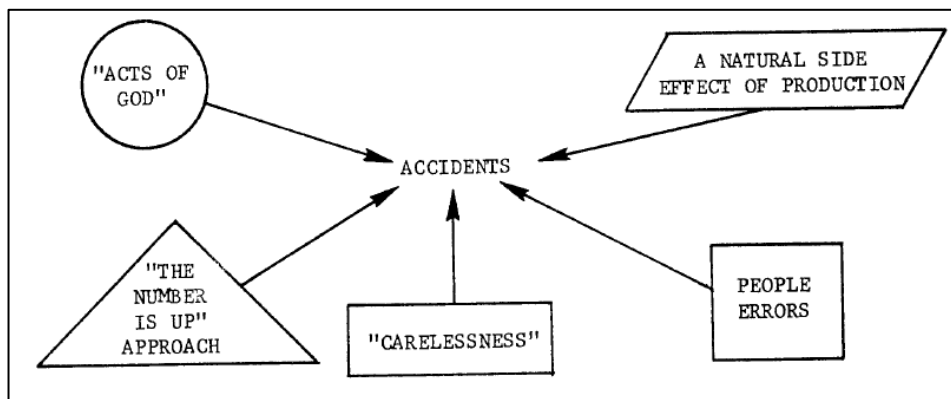 "ACTS OF
GOD"
A NATURAL SIDE
EFFECT OF PRODUCTION
ACCIDENTS
"THE
NUMBER
IS UP"
APPROACH
"CARELESSNESS"
PEOPLE
ERRORS